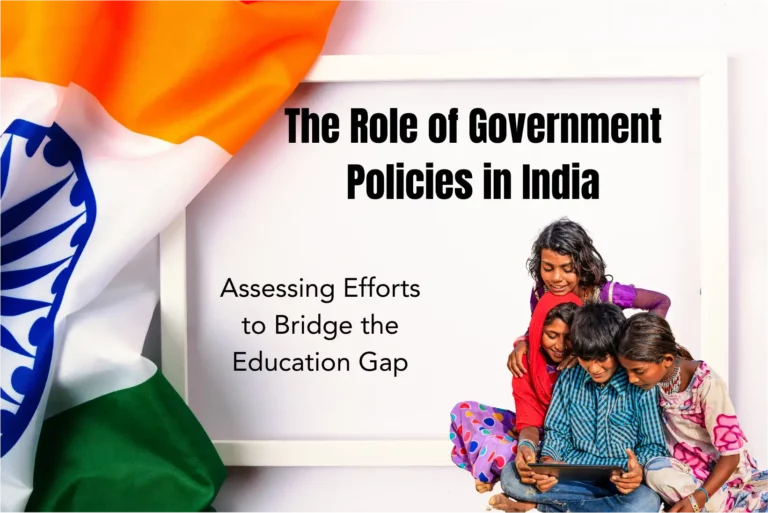 The Role of Government
Policies in India
Assessing Efforts
to Bridge the
Education Gap